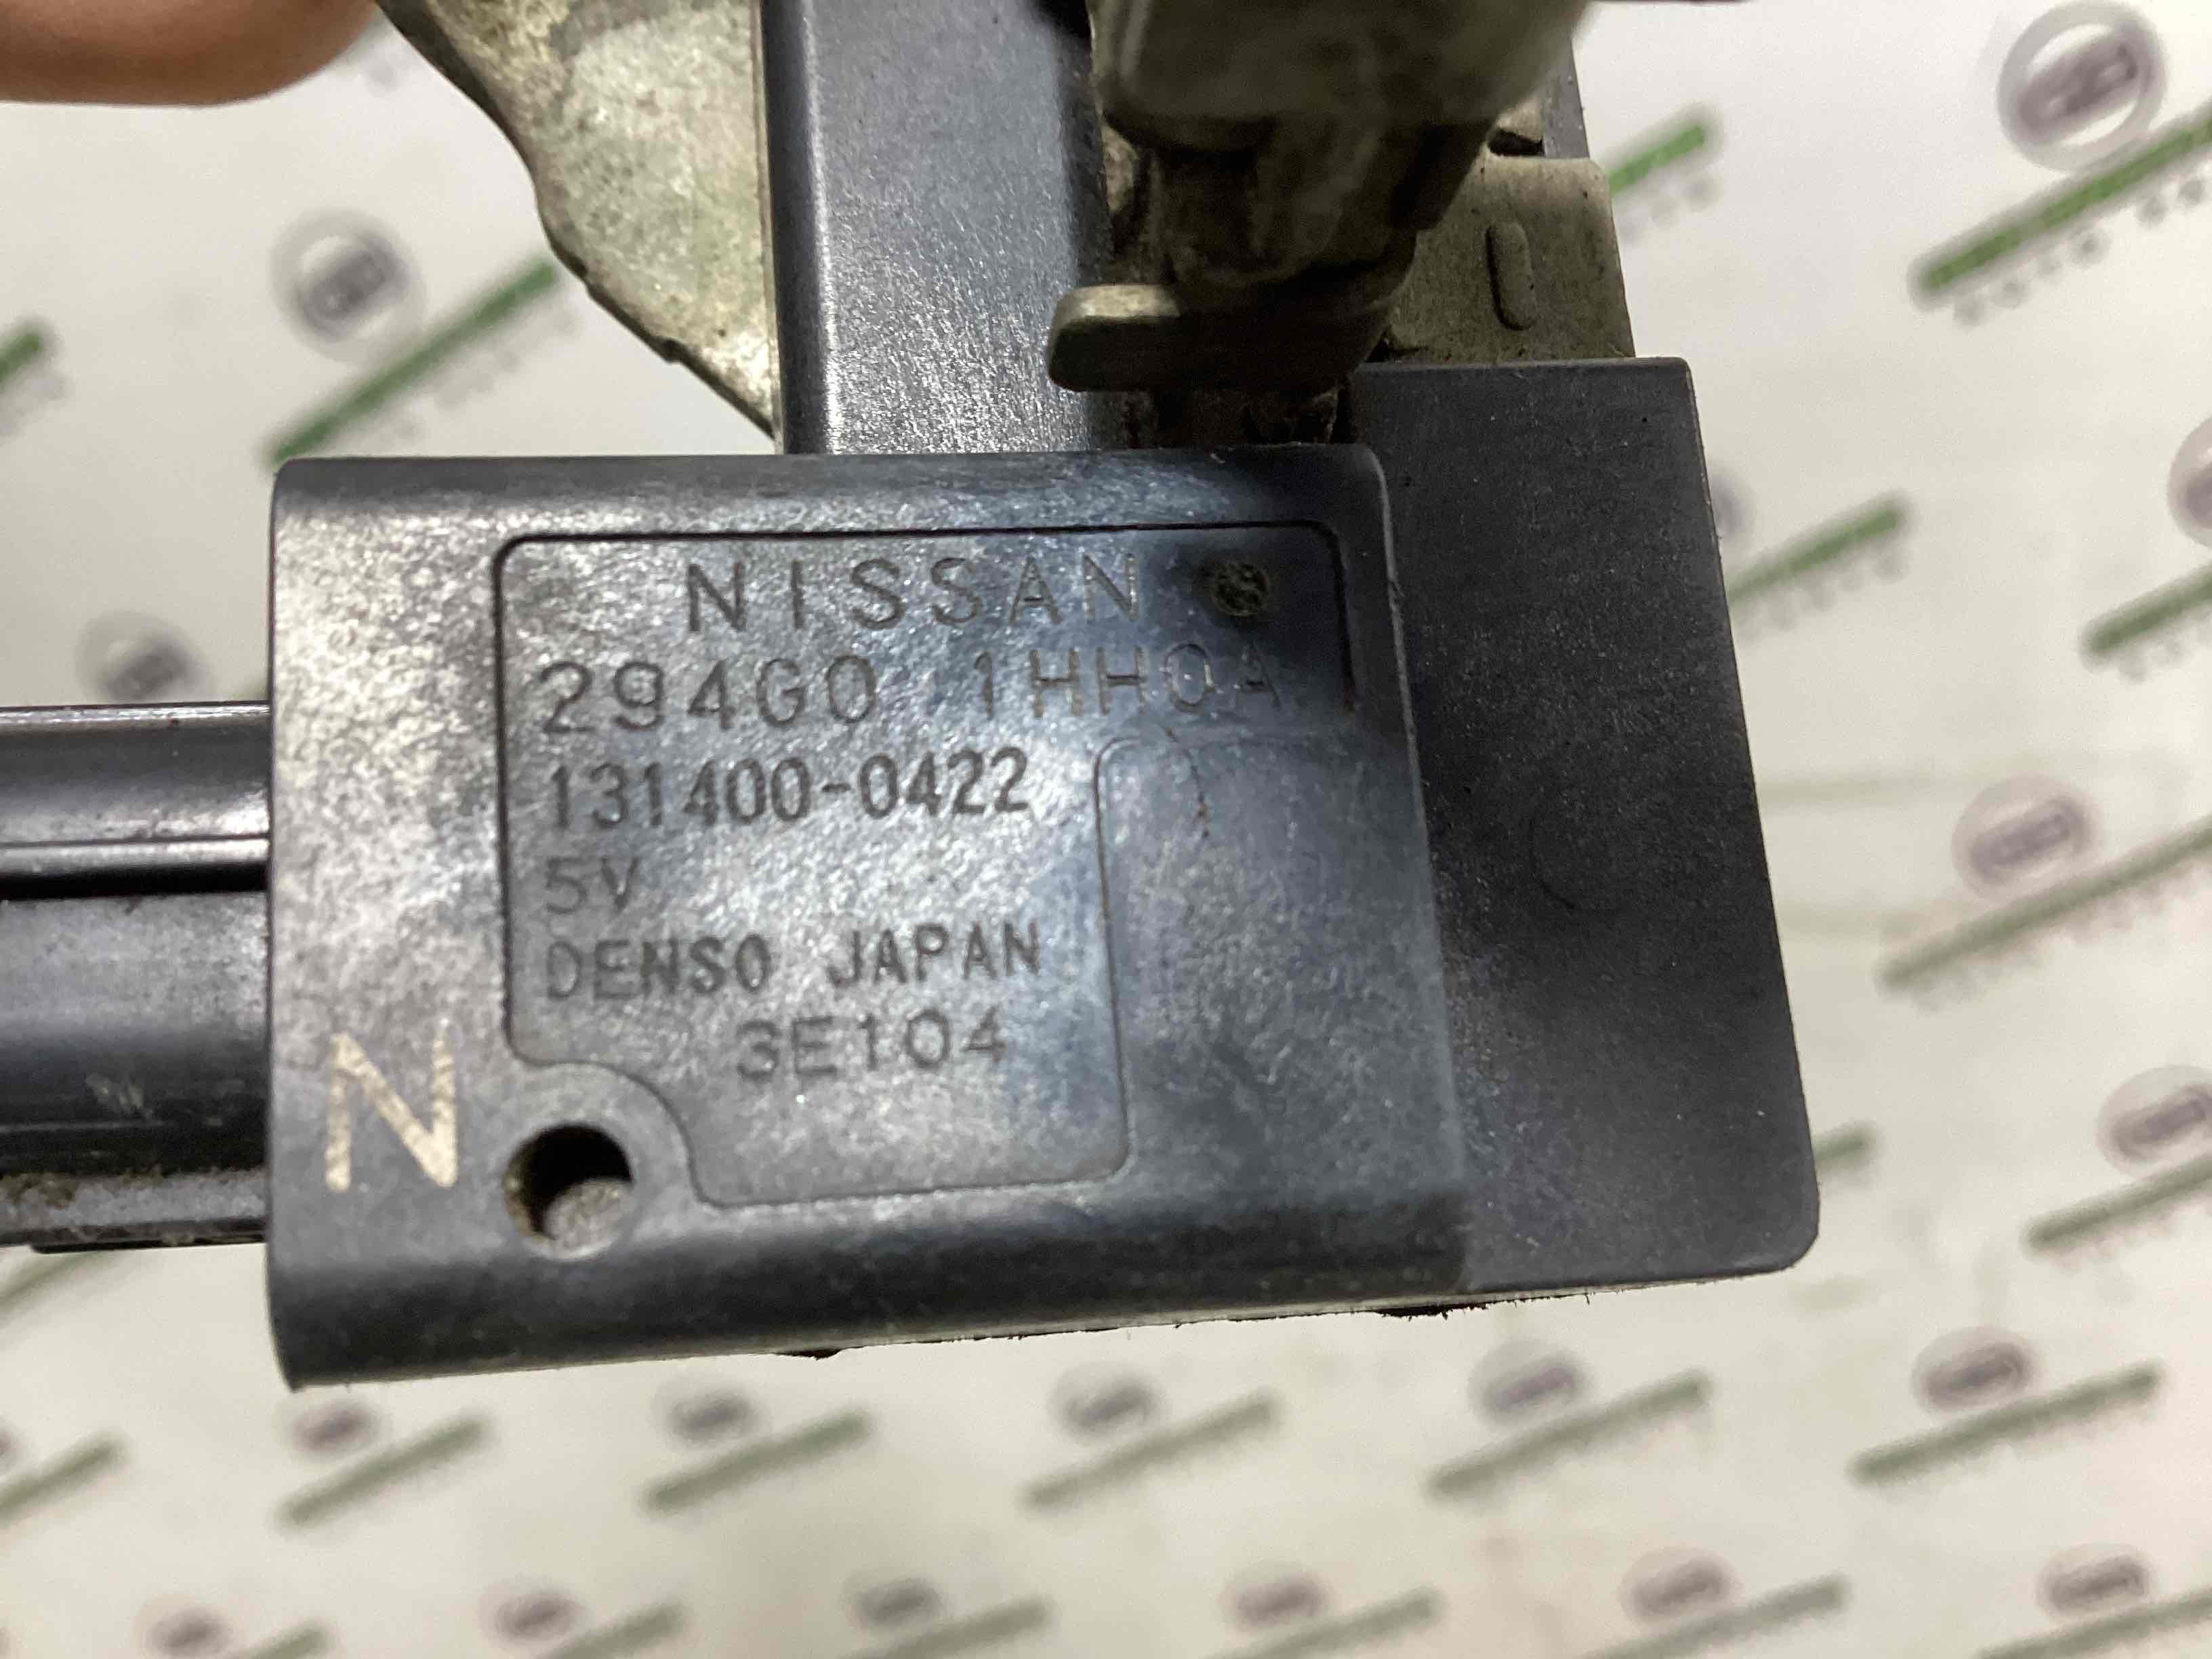 NISSAN
294G0 1HH0A
131400-0422
5V
DENSO JAPAN
3E104
N